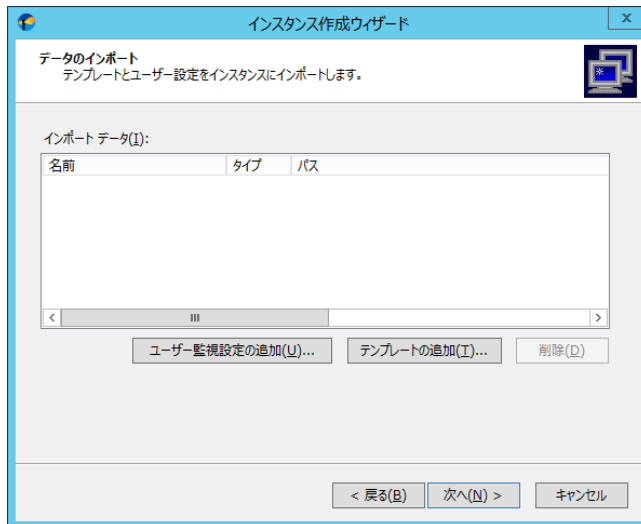 インスタンス作成ウィザード
x
データのインポート
テンプレートとユーザー設定をインスタンスにインポートします。
インポート データ(I):
名前 タイプ パス
ユーザー監視設定の追加(U)... テンプレートの追加(T)... 削除(D)
< 戻る(B) 次へ(N) > キャンセル